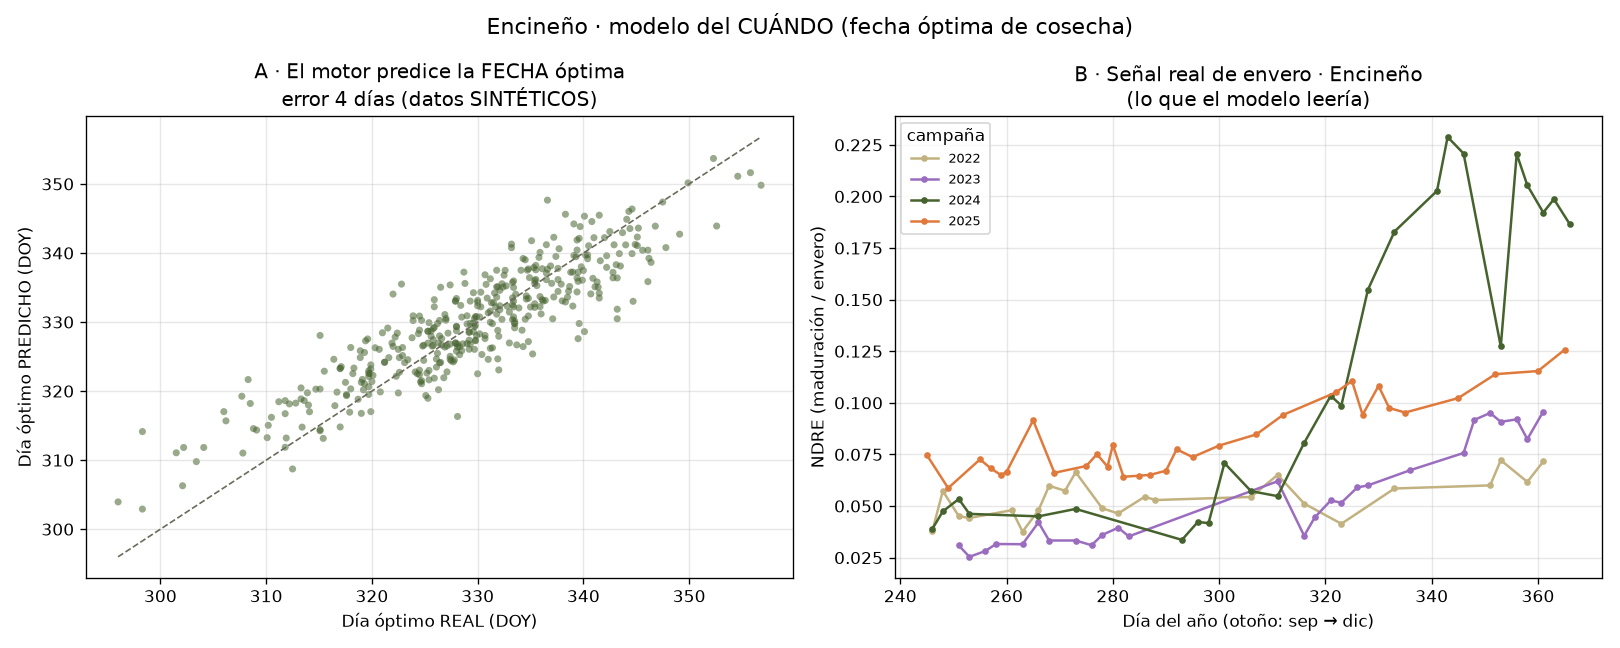 Encineño · modelo del CUÁNDO (fecha óptima de cosecha)
A · El motor predice la FECHA óptima
error 4 días (datos SINTÉTICOS)
Día óptimo PREDICHO (DOY)
350
340
330
320
310
300
300 310 320 330 340 350
Día óptimo REAL (DOY)
B · Señal real de envero · Encineño
(lo que el modelo leería)
campaña
2022
2023
2024
2025
NDRE (maduración / envero)
0.225
0.200
0.175
0.150
0.125
0.100
0.075
0.050
0.025
240 260 280 300 320 340 360
Día del año (otoño: sep → dic)